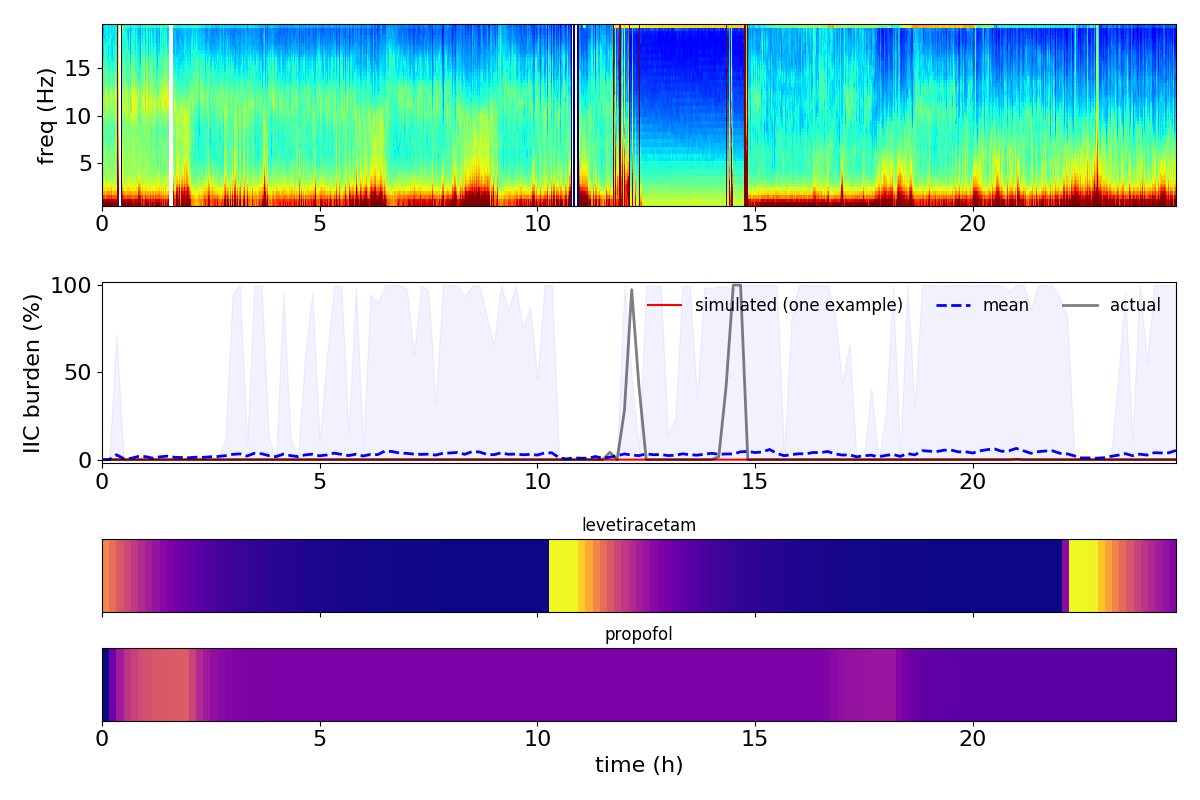 freq (Hz)
15
10
5
0 5 10 15 20
IIC burden (%)
100
50
0
simulated (one example) mean actual
0 5 10 15 20
levetiracetam
propofol
0 5 10 15 20
time (h)